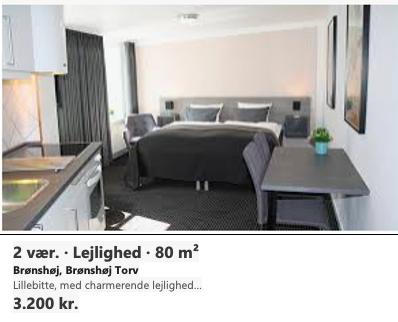 2 vær. · Lejlighed · 80 m²
Brønshøj, Brønshøj Torv
Lillebitte, med charmerende lejlighed...
3.200 kr.